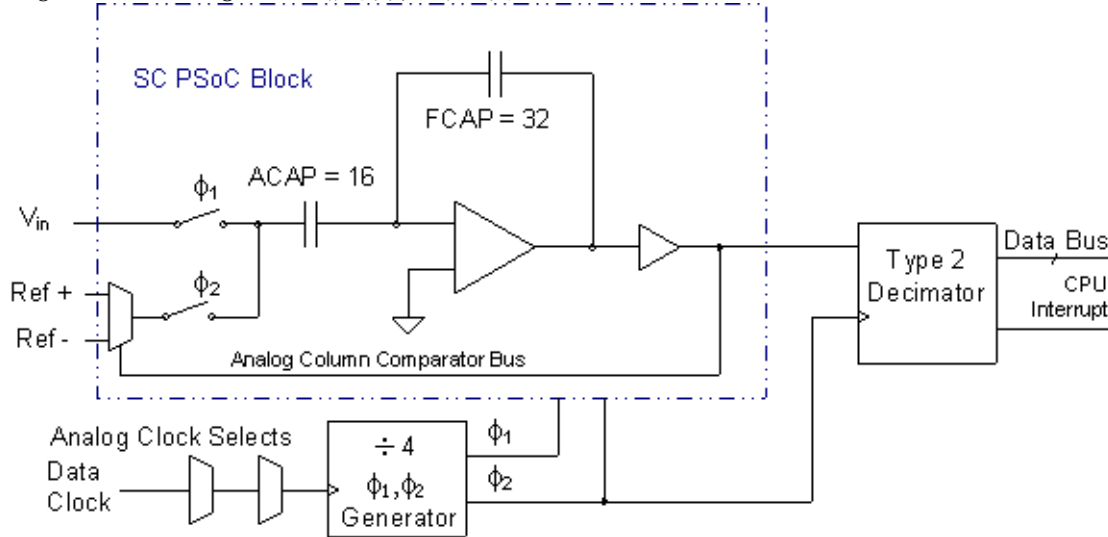 SC PSoC Block
FCAP = 32
ACAP = 16
ϕ1
Vin
Ref +
ϕ2
Ref -
Analog Column Comparator Bus
Type 2
Decimator
Data Bus
CPU
Interrupt
Analog Clock Selects
Data
Clock
÷ 4
ϕ1,ϕ2
Generator
ϕ1
ϕ2